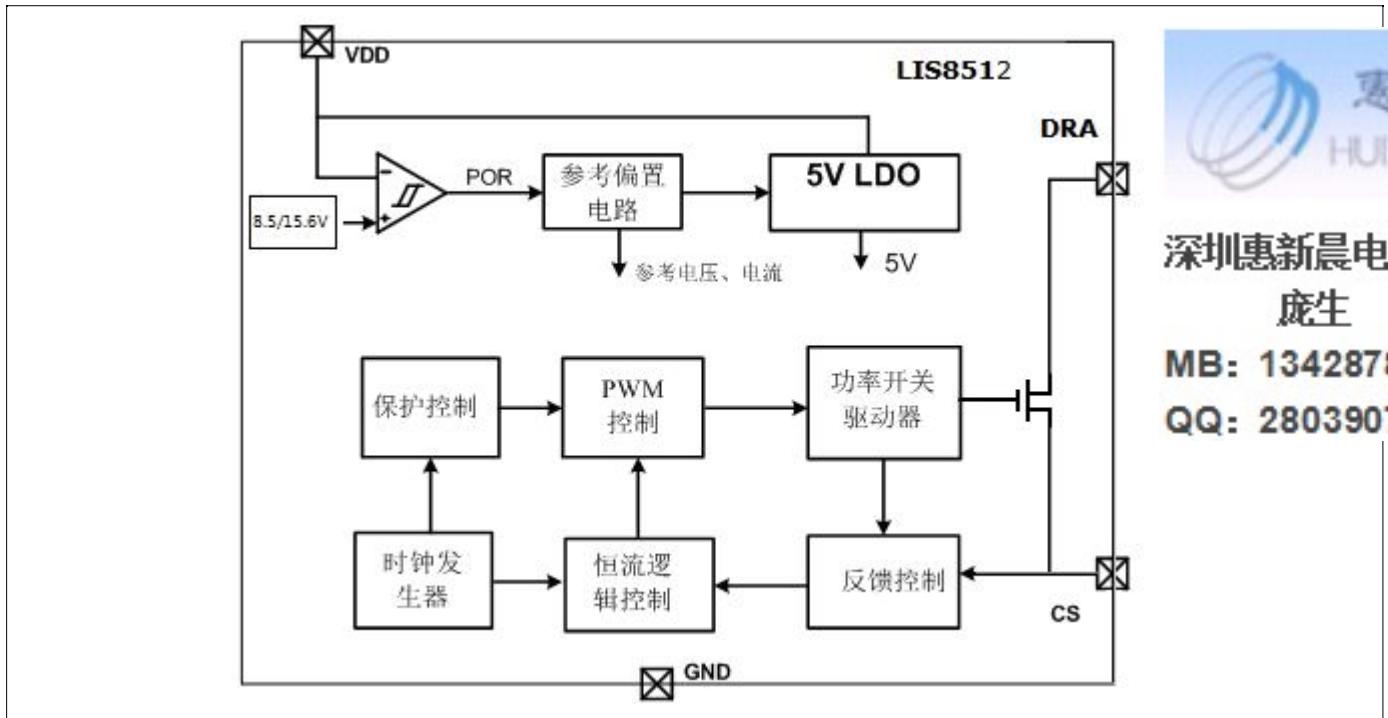 VDD
LIS8512
DRA
POR
参考偏置
电路
5V LDO
8.5/15.6V
参考电压、电流
5V
保护控制
PWM
控制
功率开关
驱动器
时钟发
生器
恒流逻
辑控制
反馈控制
CS
GND
惠
HUI
深圳惠新晨电
庞生
MB: 134287
QQ: 280390